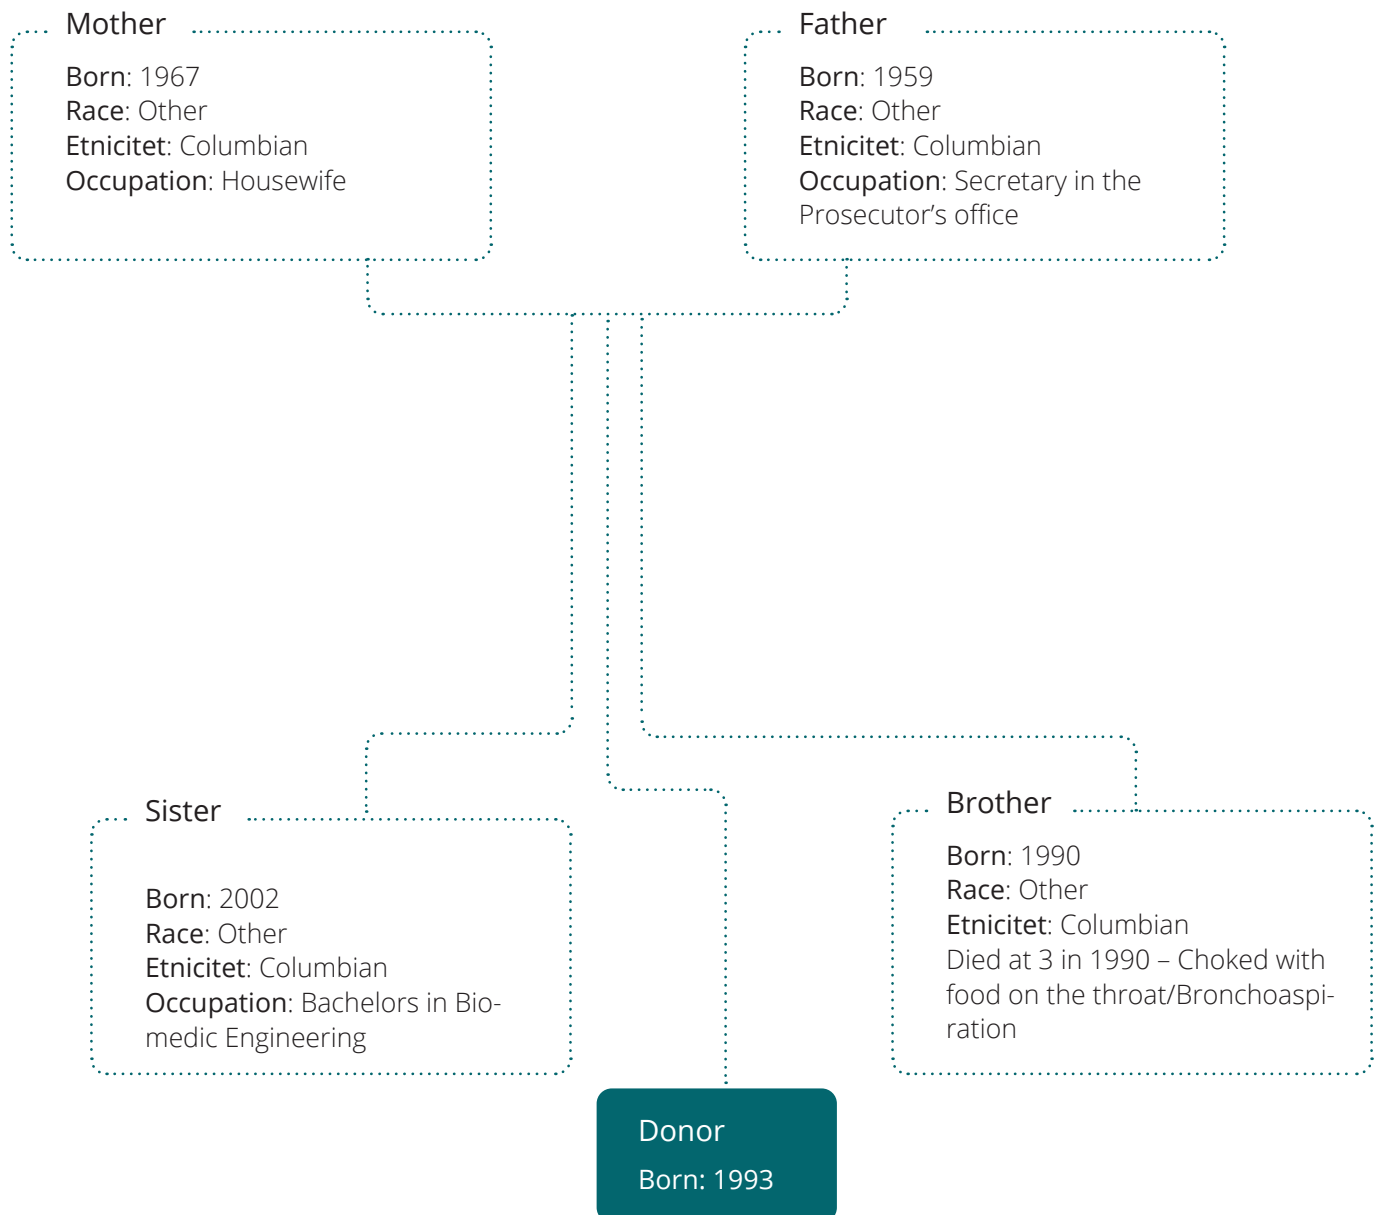 Mother
Born: 1967
Race: Other
Etnicitet: Columbian
Occupation: Housewife
Father
Born: 1959
Race: Other
Etnicitet: Columbian
Occupation: Secretary in the
Prosecutor’s office
Sister
Born: 2002
Race: Other
Etnicitet: Columbian
Occupation: Bachelors in Bio-
medic Engineering
Brother
Born: 1990
Race: Other
Etnicitet: Columbian
Died at 3 in 1990 – Choked with
food on the throat/Bronchoaspi-
ration
Donor
Born: 1993